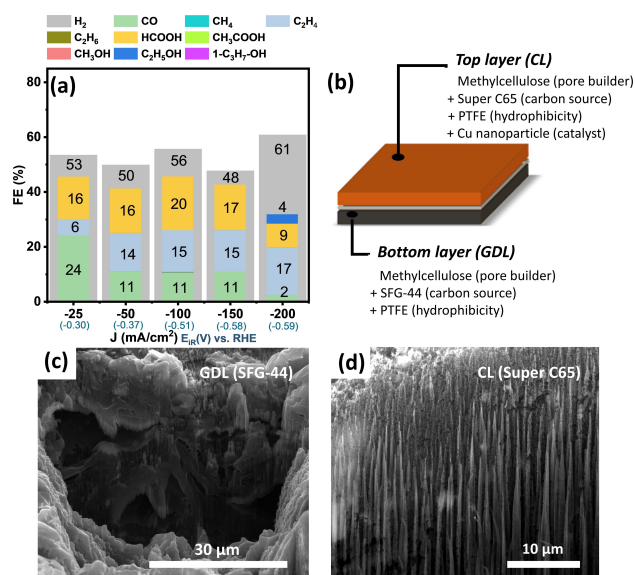 H₂ CO CH₄ C₂H₄
C₂H₆ HCOOH CH₃COOH
CH₃OH C₂H₅OH 1-C₃H₇-OH
(a)
FE (%)
80
60
40
20
0
53
16
6
24
50
16
14
11
56
20
15
11
48
17
15
11
61
4
9
17
2
-25 -50 -100 -150 -200
(-0.30) (-0.37) (-0.51) (-0.58) (-0.59)
J (mA/cm²) E_iR(V) vs. RHE
(b)
Top layer (CL)
Methylcellulose (pore builder)
+ Super C65 (carbon source)
+ PTFE (hydrophibicity)
+ Cu nanoparticle (catalyst)
Bottom layer (GDL)
Methylcellulose (pore builder)
+ SFG-44 (carbon source)
+ PTFE (hydrophibicity)
(c)
GDL (SFG-44)
30 µm
(d)
CL (Super C65)
10 µm